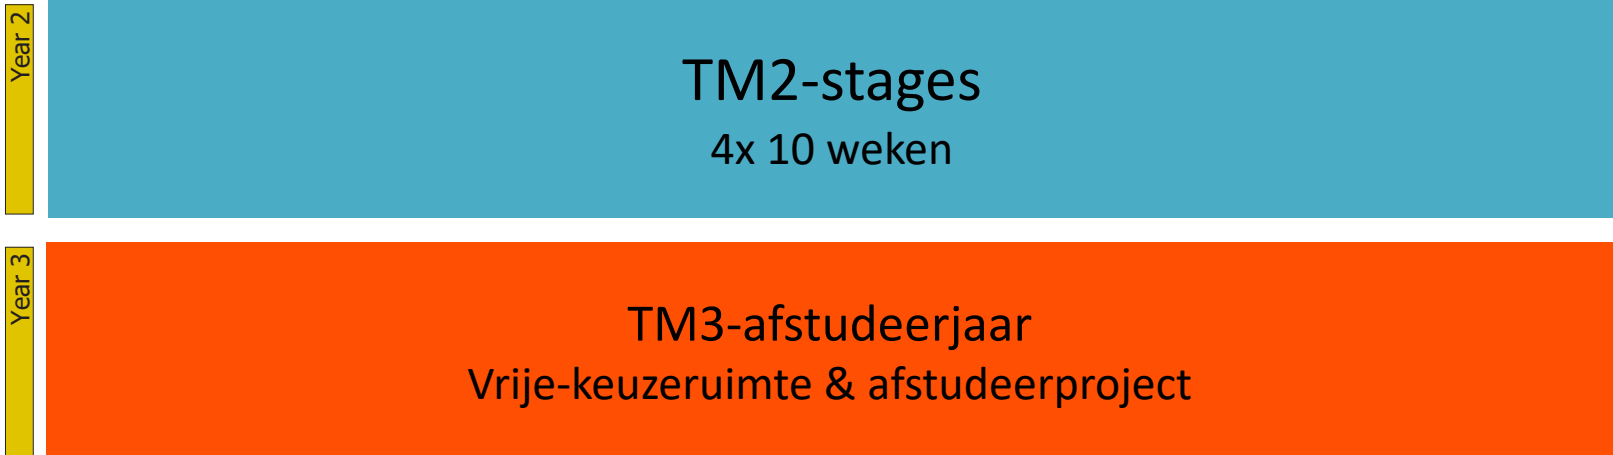 Year 2
TM2-stages
4x 10 weken
Year 3
TM3-afstudeerjaar
Vrije-keuzeruimte & afstudeerproject